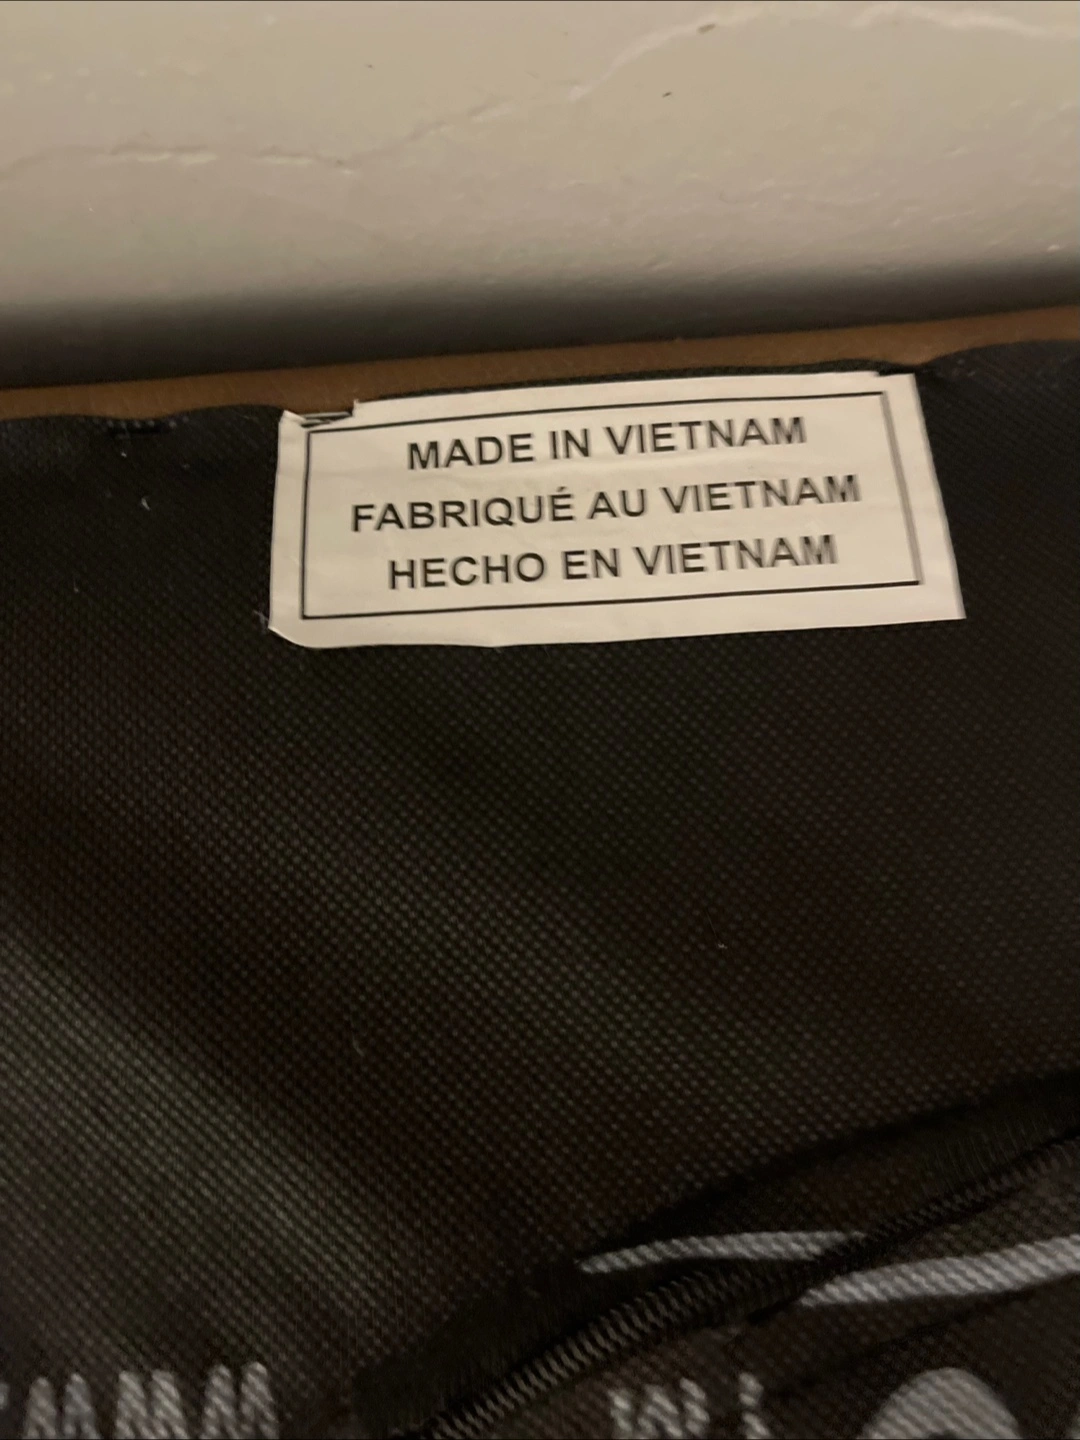 MADE IN VIETNAM
FABRIQUÉ AU VIETNAM
HECHO EN VIETNAM